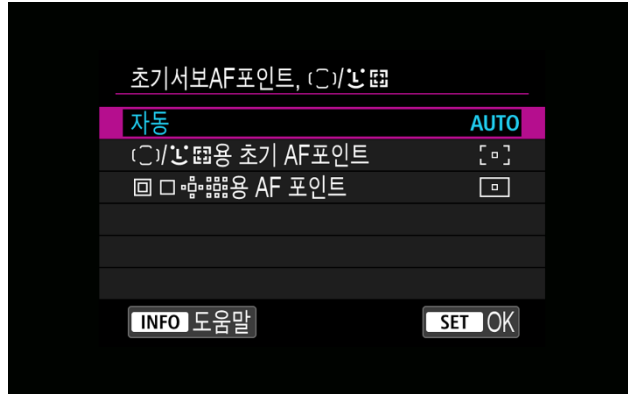 초기서보AF포인트, ( )/
자동 AUTO
( )/용 초기 AF포인트
용 AF 포인트
INFO 도움말 SET OK